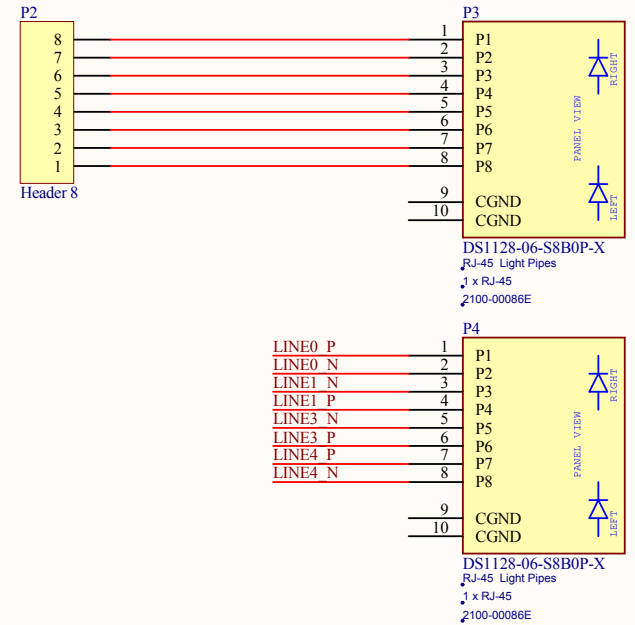 P2
8
7
6
5
4
3
2
1
Header 8
P3
1 P1
2 P2
3 P3
4 P4
5 P5
6 P6
7 P7
8 P8
9 CGND
10 CGND
PANEL VIEW
RIGHT
LEFT
DS1128-06-S8B0P-X
RJ-45 Light Pipes
1 x RJ-45
2100-00086E
P4
LINE0_P 1 P1
LINE0_N 2 P2
LINE1_N 3 P3
LINE1_P 4 P4
LINE3_N 5 P5
LINE3_P 6 P6
LINE4_P 7 P7
LINE4_N 8 P8
9 CGND
10 CGND
PANEL VIEW
RIGHT
LEFT
DS1128-06-S8B0P-X
RJ-45 Light Pipes
1 x RJ-45
2100-00086E